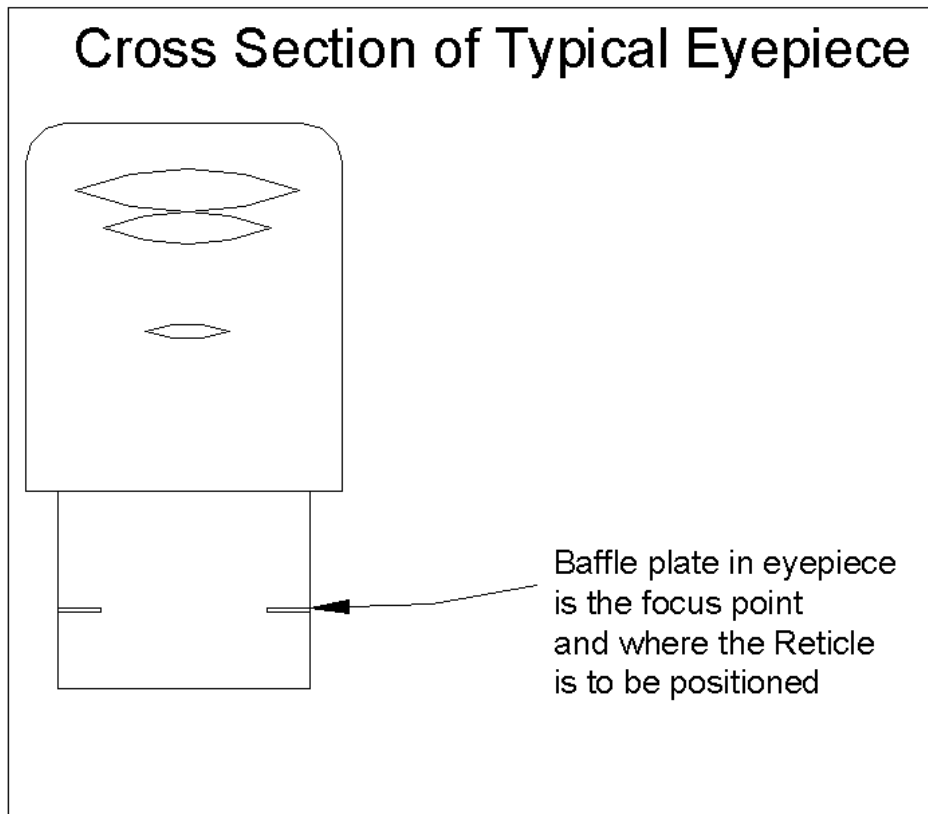 Cross Section of Typical Eyepiece
Baffle plate in eyepiece
is the focus point
and where the Reticle
is to be positioned